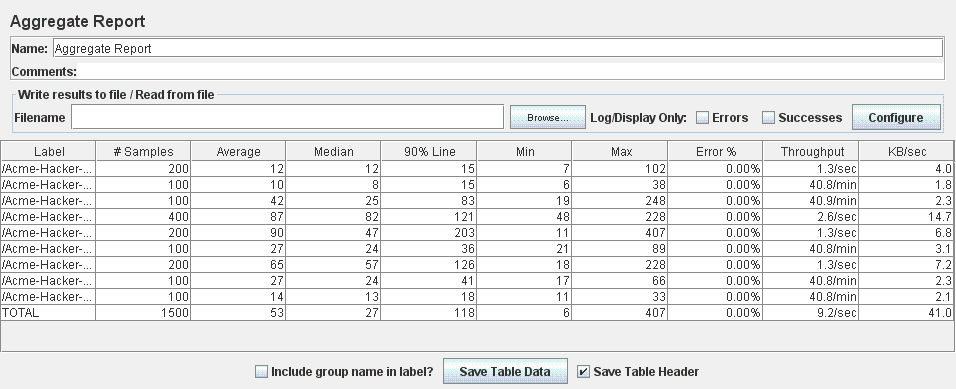 Aggregate Report
Name: Aggregate Report
Comments:
Write results to file / Read from file
Filename Browse... Log/Display Only: Errors Successes Configure
Label # Samples Average Median 90% Line Min Max Error % Throughput KB/sec
/Acme-Hacker-... 200 12 12 15 7 102 0.00% 1.3/sec 4.0
/Acme-Hacker-... 100 10 8 15 6 38 0.00% 40.8/min 1.8
/Acme-Hacker-... 100 42 25 83 19 248 0.00% 40.9/min 2.3
/Acme-Hacker-... 400 87 82 121 48 228 0.00% 2.6/sec 14.7
/Acme-Hacker-... 200 90 47 203 11 407 0.00% 1.3/sec 6.8
/Acme-Hacker-... 100 27 24 36 21 89 0.00% 40.8/min 3.1
/Acme-Hacker-... 200 65 57 126 18 228 0.00% 1.3/sec 7.2
/Acme-Hacker-... 100 27 24 41 17 66 0.00% 40.8/min 2.3
/Acme-Hacker-... 100 14 13 18 11 33 0.00% 40.8/min 2.1
TOTAL 1500 53 27 118 6 407 0.00% 9.2/sec 41.0
Include group name in label? Save Table Data Save Table Header